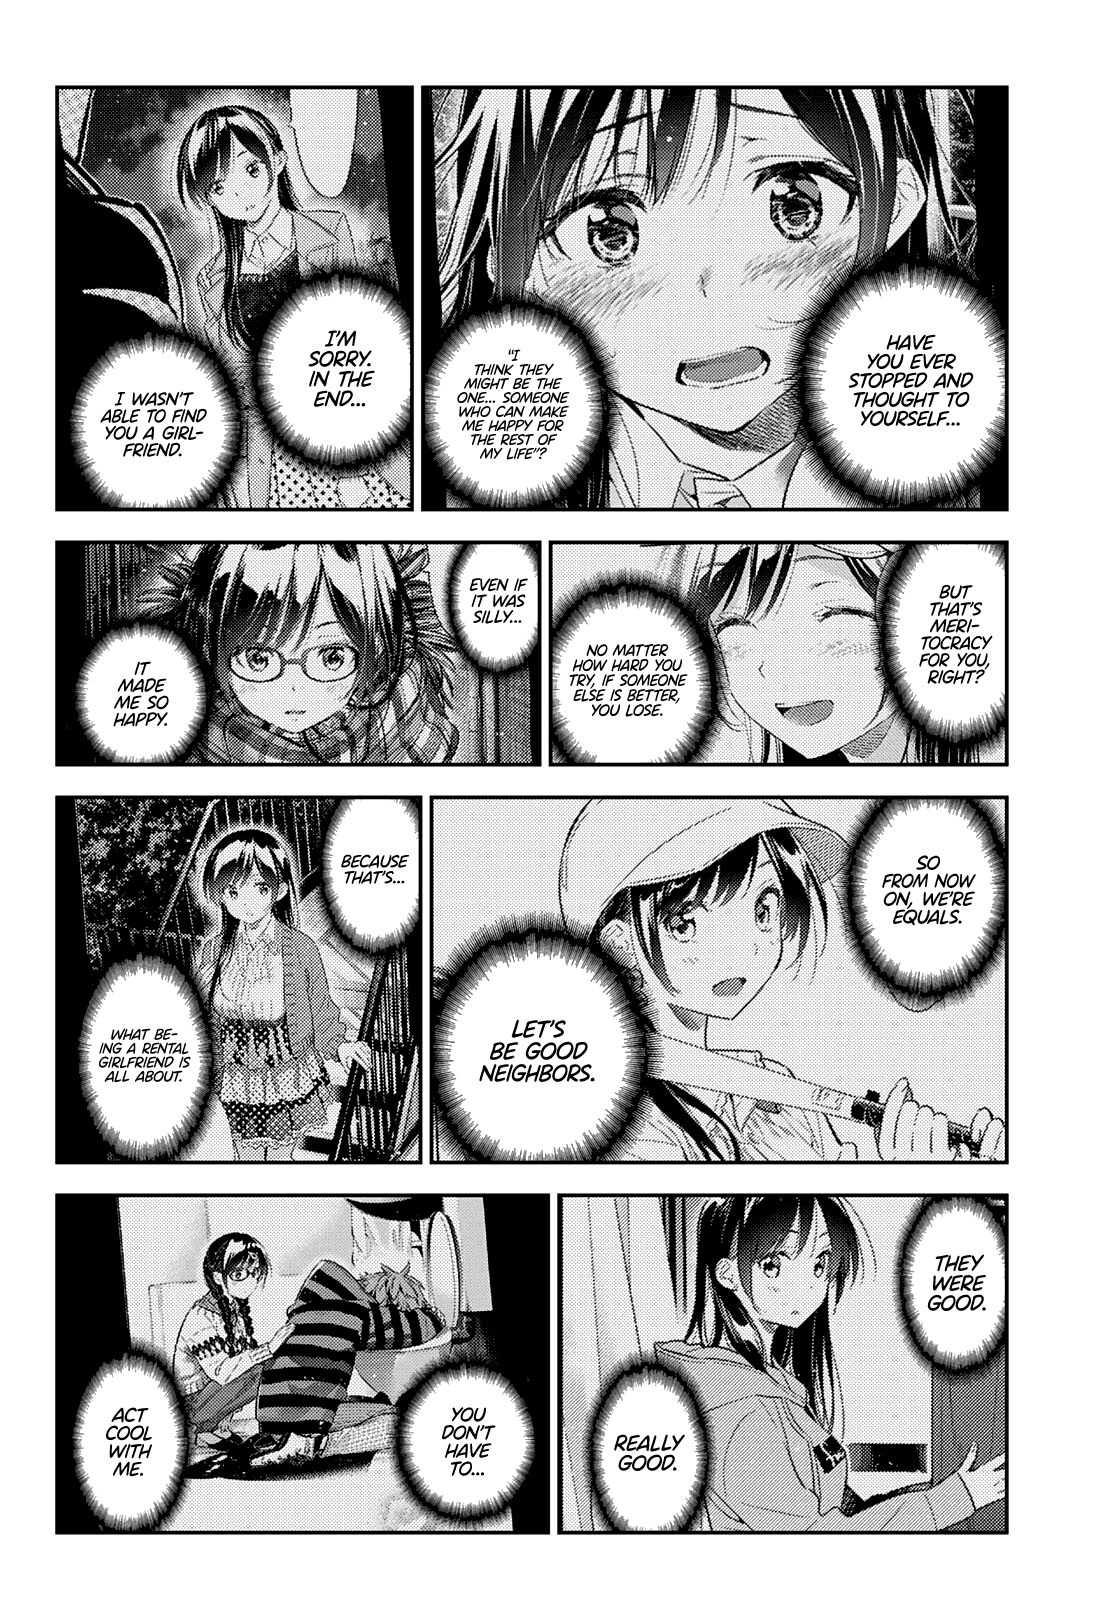 HAVE
YOU EVER
STOPPED AND
THOUGHT TO
YOURSELF...
"I
THINK THEY
MIGHT BE THE
ONE... SOMEONE
WHO CAN MAKE
ME HAPPY FOR
THE REST OF
MY LIFE"?
I'M
SORRY.
IN THE
END...
I WASN'T
ABLE TO FIND
YOU A GIRL-
FRIEND.
BUT
THAT'S
MERI-
TOCRACY
FOR YOU,
RIGHT?
NO MATTER
HOW HARD YOU
TRY, IF SOMEONE
ELSE IS BETTER,
YOU LOSE.
EVEN IF
IT WAS
SILLY...
IT
MADE
ME SO
HAPPY.
SO
FROM NOW
ON, WE'RE
EQUALS.
LET'S
BE GOOD
NEIGHBORS.
BECAUSE
THAT'S...
WHAT BE-
ING A RENTAL
GIRLFRIEND IS
ALL ABOUT.
THEY
WERE
GOOD.
REALLY
GOOD.
YOU
DON'T
HAVE
TO...
ACT
COOL
WITH
ME.